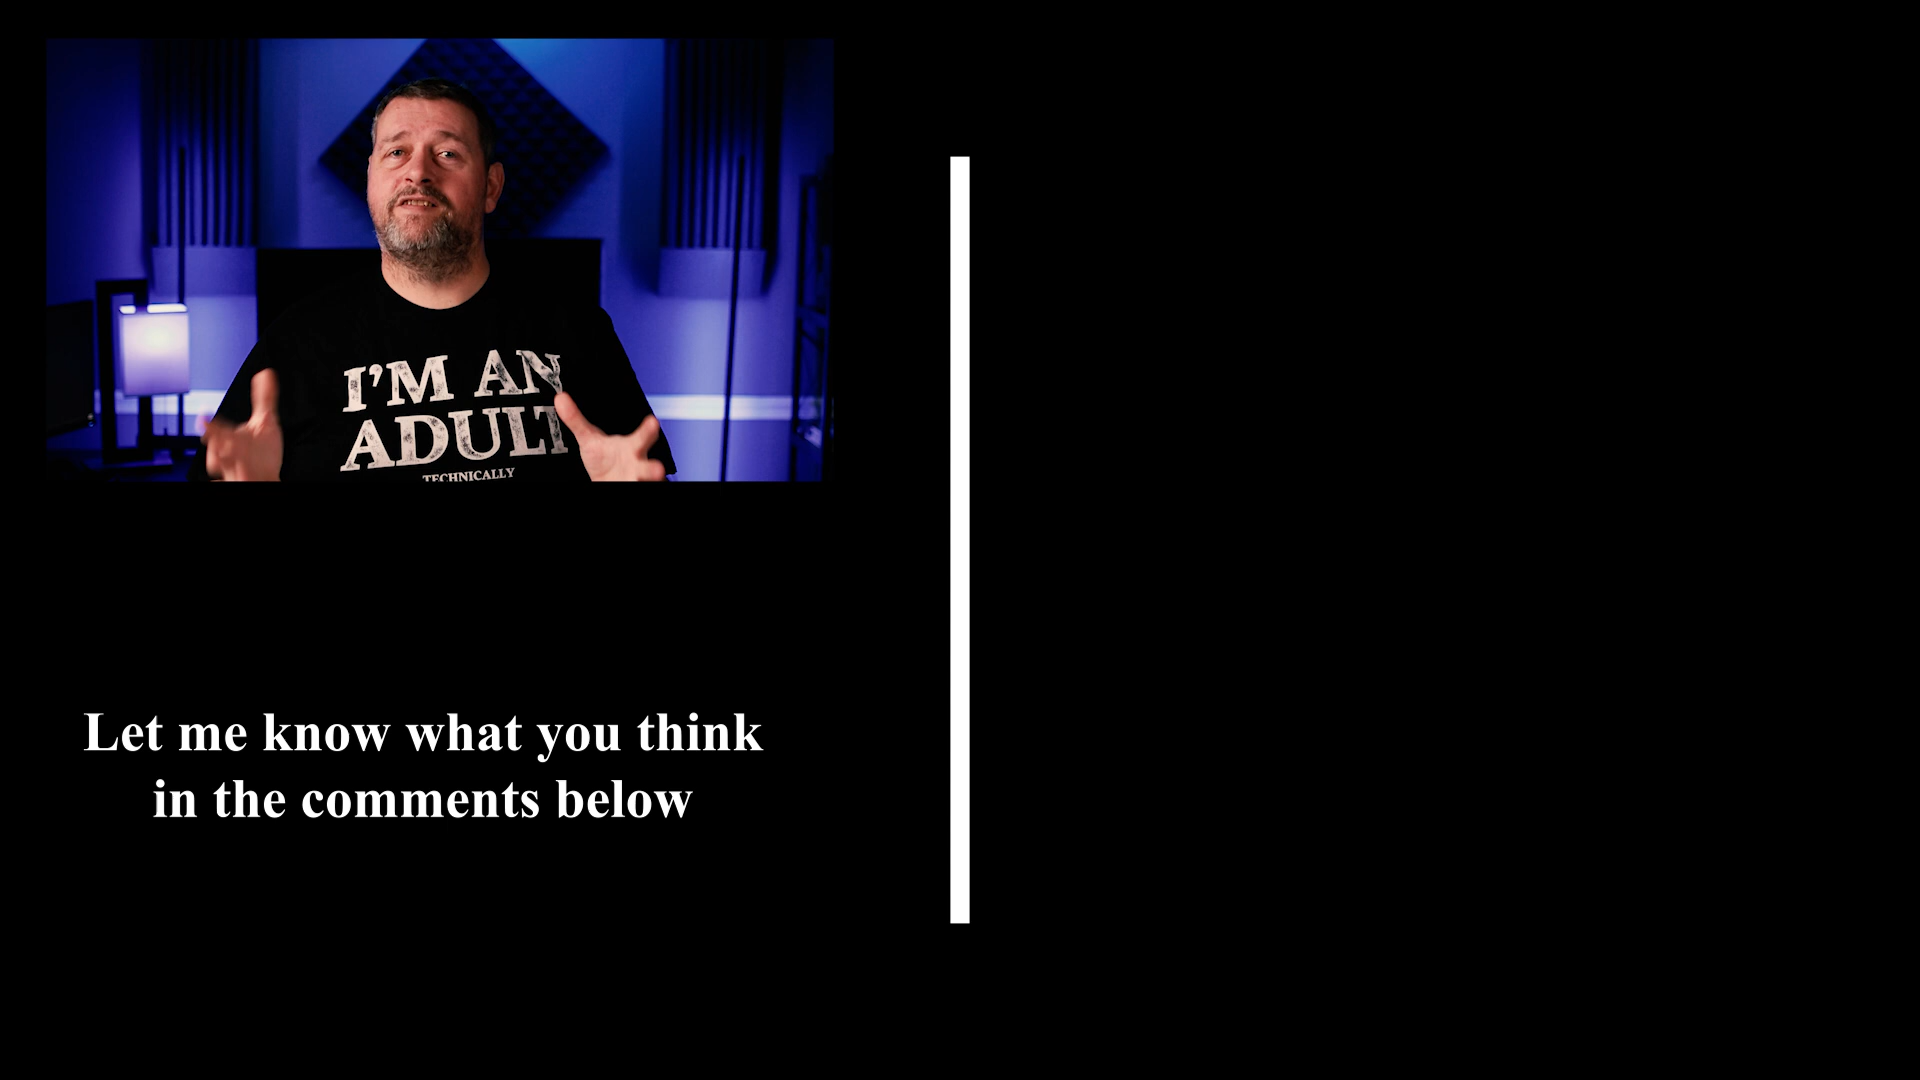 I'M AN
ADULT
TECHNICALLY
Let me know what you think
in the comments below